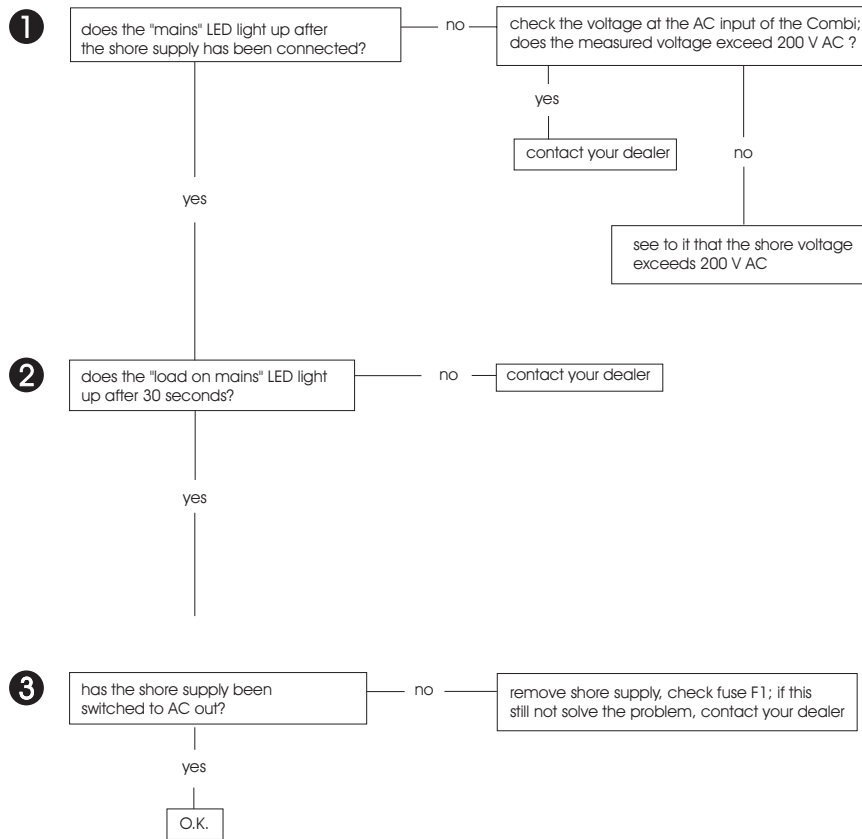 1
does the "mains" LED light up after
the shore supply has been connected?
no
check the voltage at the AC input of the Combi;
does the measured voltage exceed 200 V AC ?
yes
contact your dealer
no
yes
see to it that the shore voltage
exceeds 200 V AC
2
does the "load on mains" LED light
up after 30 seconds?
no
contact your dealer
yes
3
has the shore supply been
switched to AC out?
no
remove shore supply, check fuse F1; if this
still not solve the problem, contact your dealer
yes
O.K.